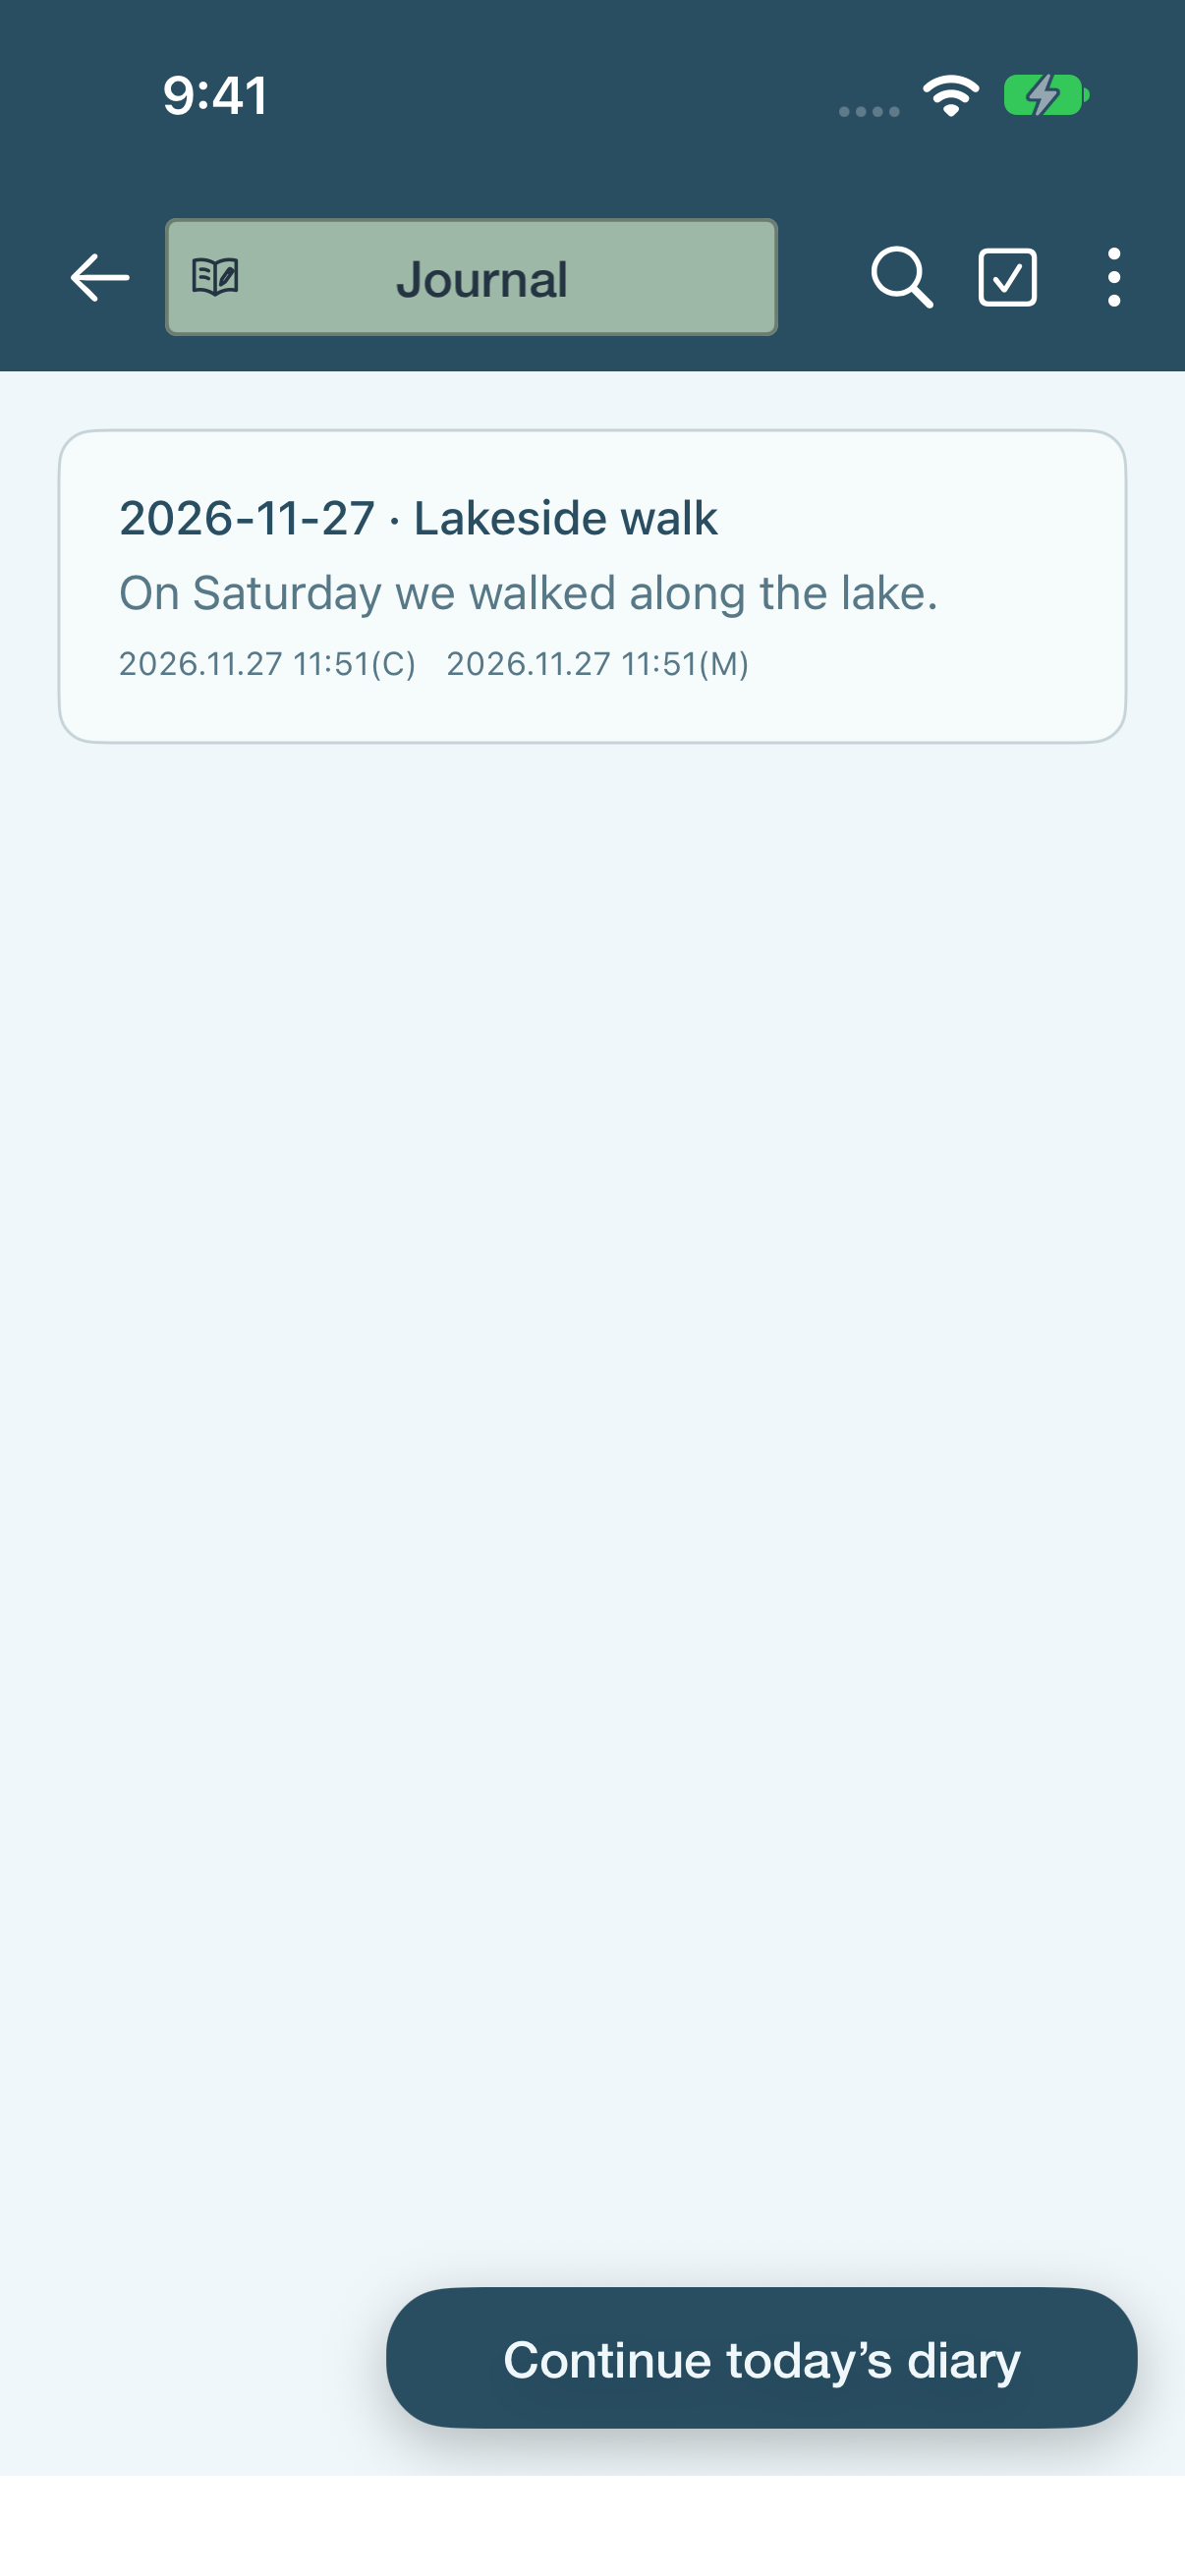 9:41
Journal
2026-11-27 · Lakeside walk
On Saturday we walked along the lake.
2026.11.27 11:51(C) 2026.11.27 11:51(M)
Continue today’s diary